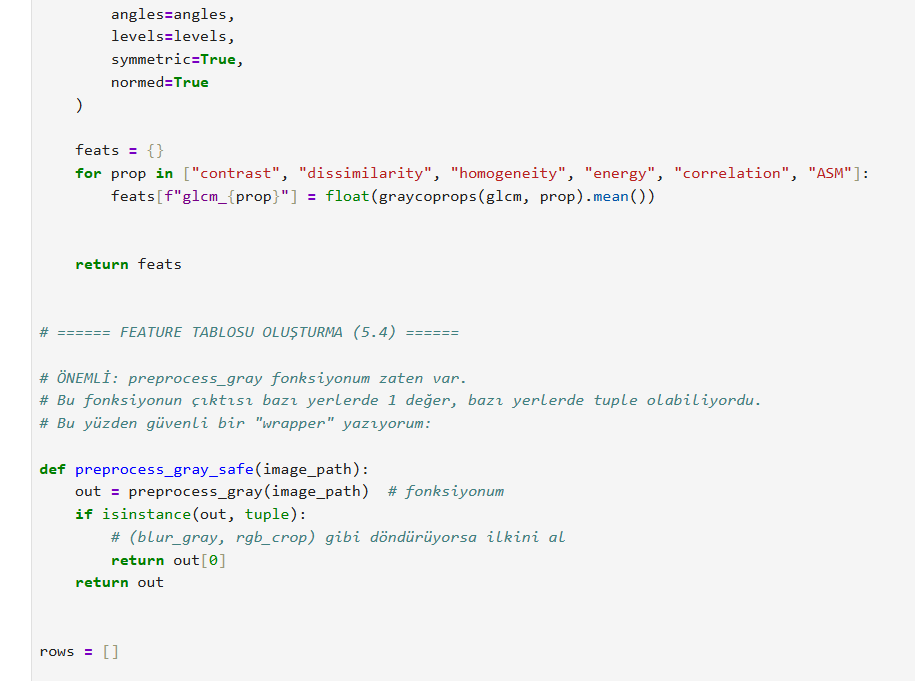 angles=angles,
levels=levels,
symmetric=True,
normed=True
)
feats = {}
for prop in ["contrast", "dissimilarity", "homogeneity", "energy", "correlation", "ASM"]:
feats[f"glcm_{prop}"] = float(graycoprops(glcm, prop).mean())
return feats
# ====== FEATURE TABLOSU OLUŞTURMA (5.4) ======
# ÖNEMLİ: preprocess_gray fonksiyonum zaten var.
# Bu fonksiyonun çıktısı bazı yerlerde 1 değer, bazı yerlerde tuple olabiliyordu.
# Bu yüzden güvenli bir "wrapper" yazıyorum:
def preprocess_gray_safe(image_path):
out = preprocess_gray(image_path)  # fonksiyonum
if isinstance(out, tuple):
# (blur_gray, rgb_crop) gibi döndürüyorsa ilkini al
return out[0]
return out
rows = []